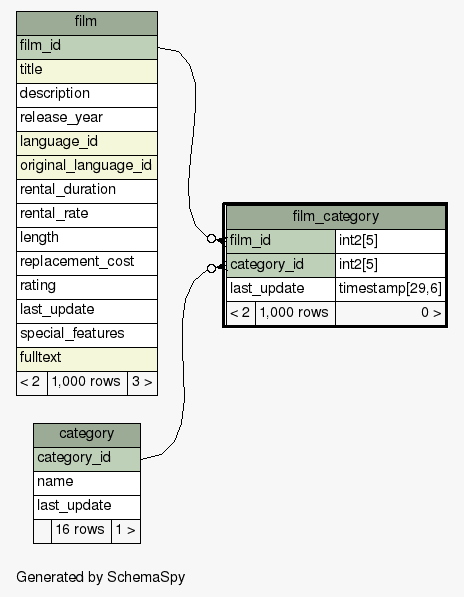 film
film_id
title
description
release_year
language_id
original_language_id
rental_duration
rental_rate
length
replacement_cost
rating
last_update
special_features
fulltext
< 2 1,000 rows 3 >
film_category
film_id int2[5]
category_id int2[5]
last_update timestamp[29,6]
< 2 1,000 rows 0 >
category
category_id
name
last_update
16 rows 1 >
Generated by SchemaSpy